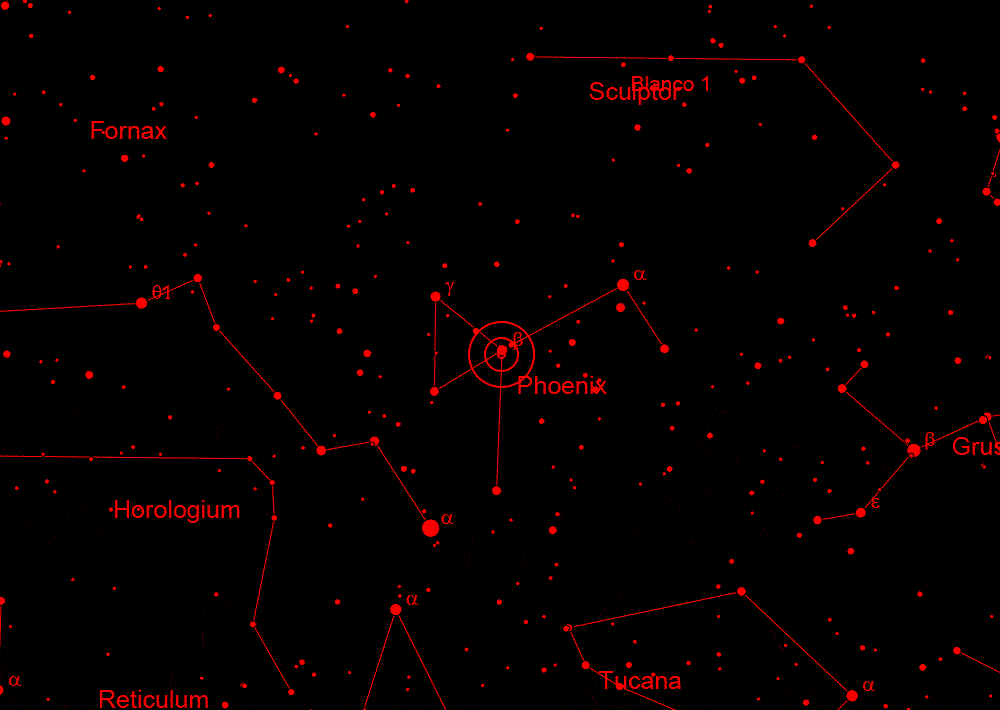 Blanco 1
Sculptor
Fornax
α
θ1
γ
β
Phoenix
β
Grus
ε
Horologium
α
α
α
Tucana
α
Reticulum